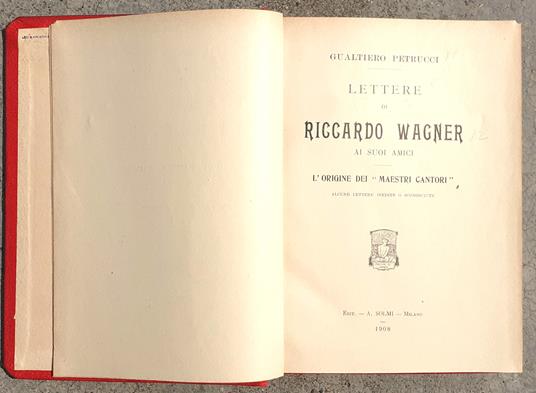 GUALTIERO PETRUCCI
LETTERE
DI
RICCARDO WAGNER
AI SUOI AMICI
L'ORIGINE DEI "MAESTRI CANTORI"
ALCUNE LETTERE INEDITE O SCONOSCIUTE
EDIT. — A. SOLMI — MILANO
1908